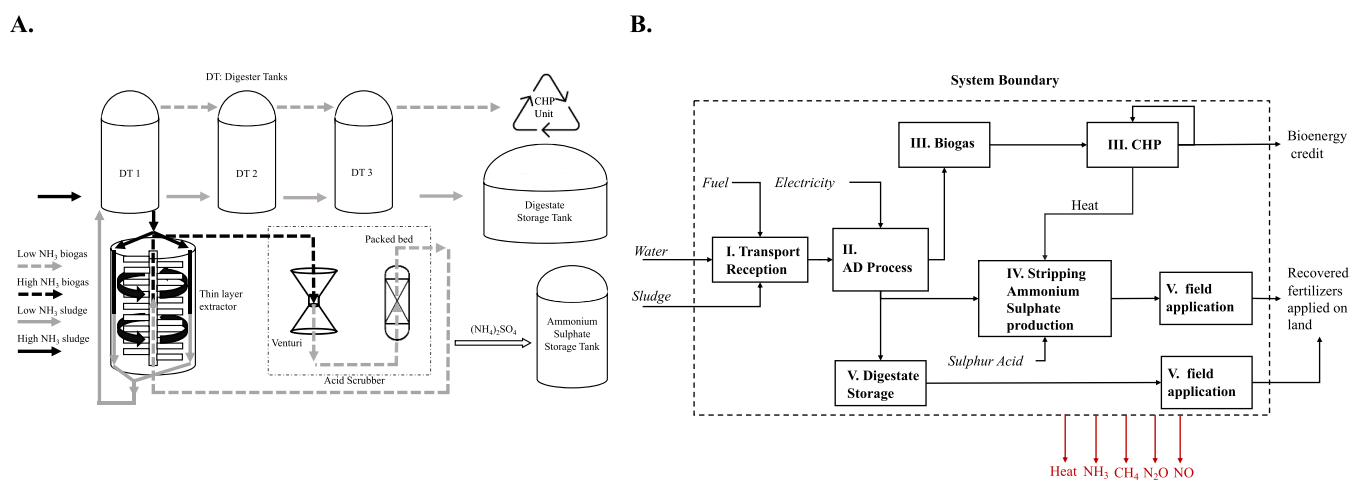 A.
DT: Digester Tanks
CHP
Unit
DT 1
DT 2
DT 3
Digestate
Storage Tank
Low NH₃ biogas
High NH₃ biogas
Low NH₃ sludge
High NH₃ sludge
Thin layer
extractor
Packed bed
Venturi
Acid Scrubber
(NH₄)₂SO₄
Ammonium
Sulphate
Storage Tank
B.
System Boundary
III. Biogas
III. CHP
Bioenergy
credit
Fuel
Electricity
Heat
Water
Sludge
I. Transport
Reception
II.
AD Process
IV. Stripping
Ammonium
Sulphate
production
V. field
application
Recovered
fertilizers
applied on
land
Sulphur Acid
V. Digestate
Storage
V. field
application
Heat NH₃ CH₄ N₂O NO